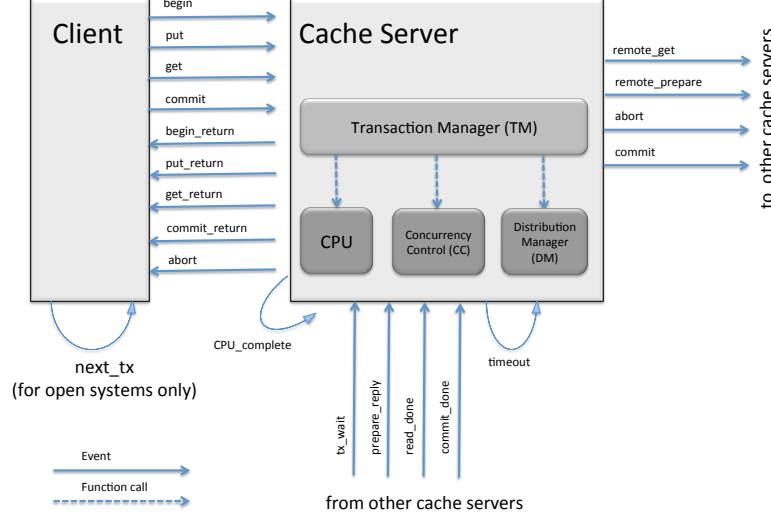 begin
Client
Cache Server
put
get
commit
begin_return
put_return
get_return
commit_return
abort
remote_get
remote_prepare
abort
commit
to other cache servers
Transaction Manager (TM)
CPU
Concurrency
Control (CC)
Distribution
Manager
(DM)
CPU_complete
timeout
next_tx
(for open systems only)
tx_wait
prepare_reply
read_done
commit_done
Event
Function call
from other cache servers